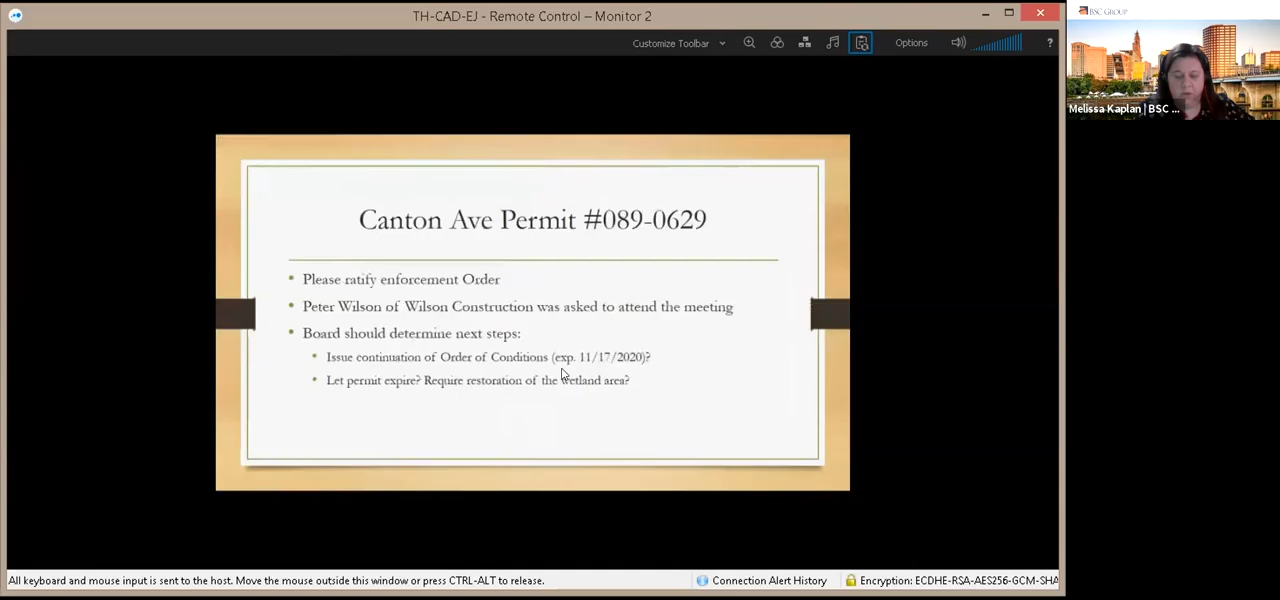 TH-CAD-EJ - Remote Control – Monitor 2
BSC GROUP
Customize Toolbar
Options
?
Melissa Kaplan | BSC ...
Canton Ave Permit #089-0629
• Please ratify enforcement Order
• Peter Wilson of Wilson Construction was asked to attend the meeting
• Board should determine next steps:
• Issue continuation of Order of Conditions (exp. 11/17/2020)?
• Let permit expire? Require restoration of the wetland area?
All keyboard and mouse input is sent to the host. Move the mouse outside this window or press CTRL-ALT to release.
Connection Alert History
Encryption: ECDHE-RSA-AES256-GCM-SHA